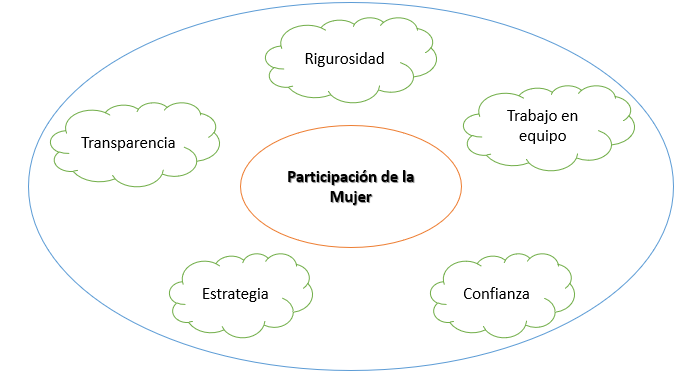 Rigurosidad
Trabajo en
equipo
Transparencia
Participación de la
Mujer
Estrategia
Confianza